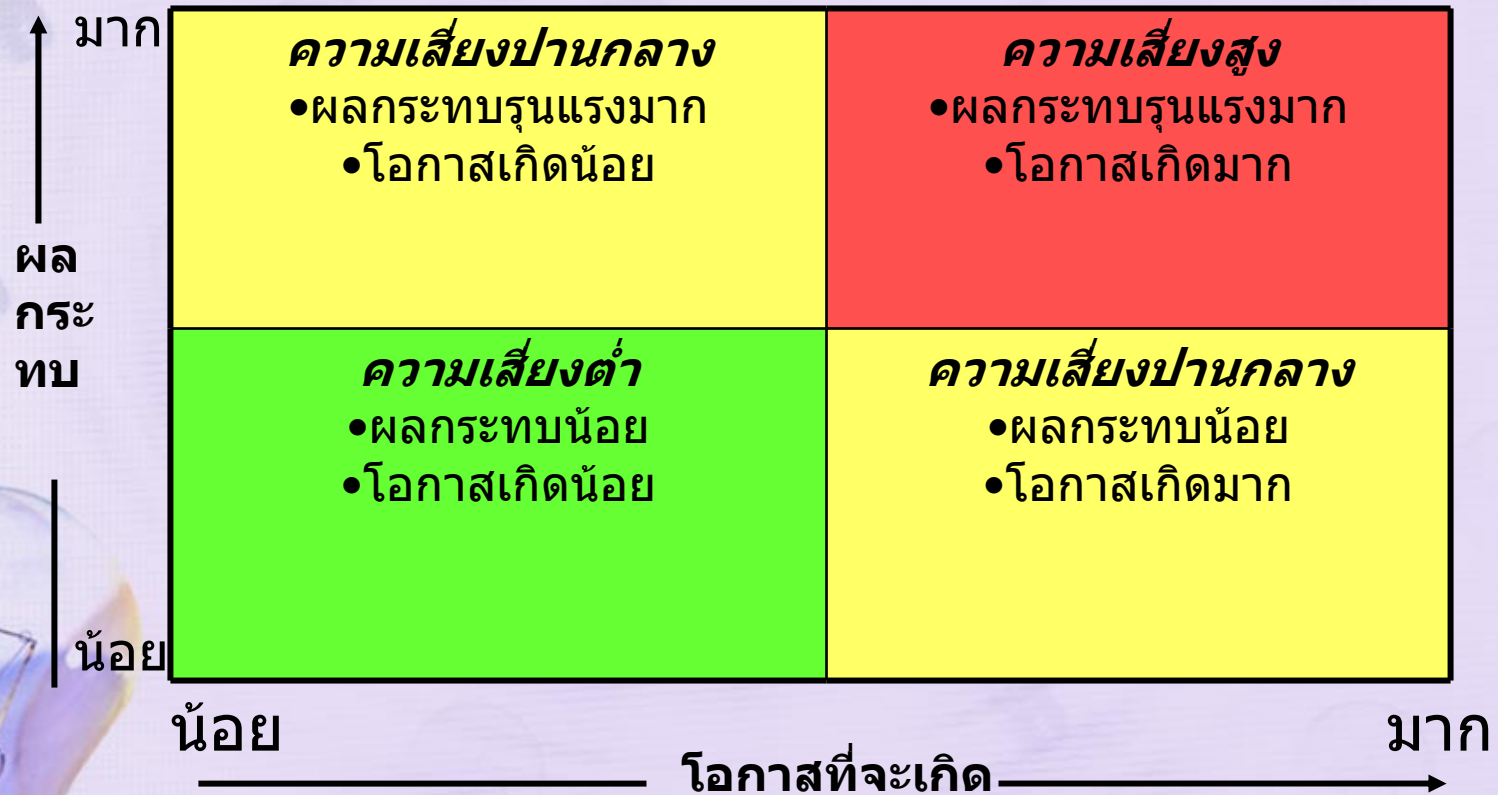 มาก
ความเสี่ยงปานกลาง
•ผลกระทบรุนแรงมาก
•โอกาสเกิดน้อย
ความเสี่ยงสูง
•ผลกระทบรุนแรงมาก
•โอกาสเกิดมาก
ผล
กระ
ทบ
ความเสี่ยงต่ำ
•ผลกระทบน้อย
•โอกาสเกิดน้อย
ความเสี่ยงปานกลาง
•ผลกระทบน้อย
•โอกาสเกิดมาก
น้อย
น้อย
มาก
โอกาสที่จะเกิด